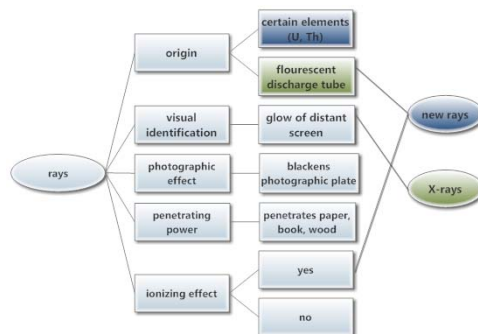 rays
origin
certain elements
(U, Th)
flourescent
discharge tube
visual
identification
glow of distant
screen
photographic
effect
blackens
photographic plate
penetrating
power
penetrates paper,
book, wood
ionizing effect
yes
no
new rays
X-rays